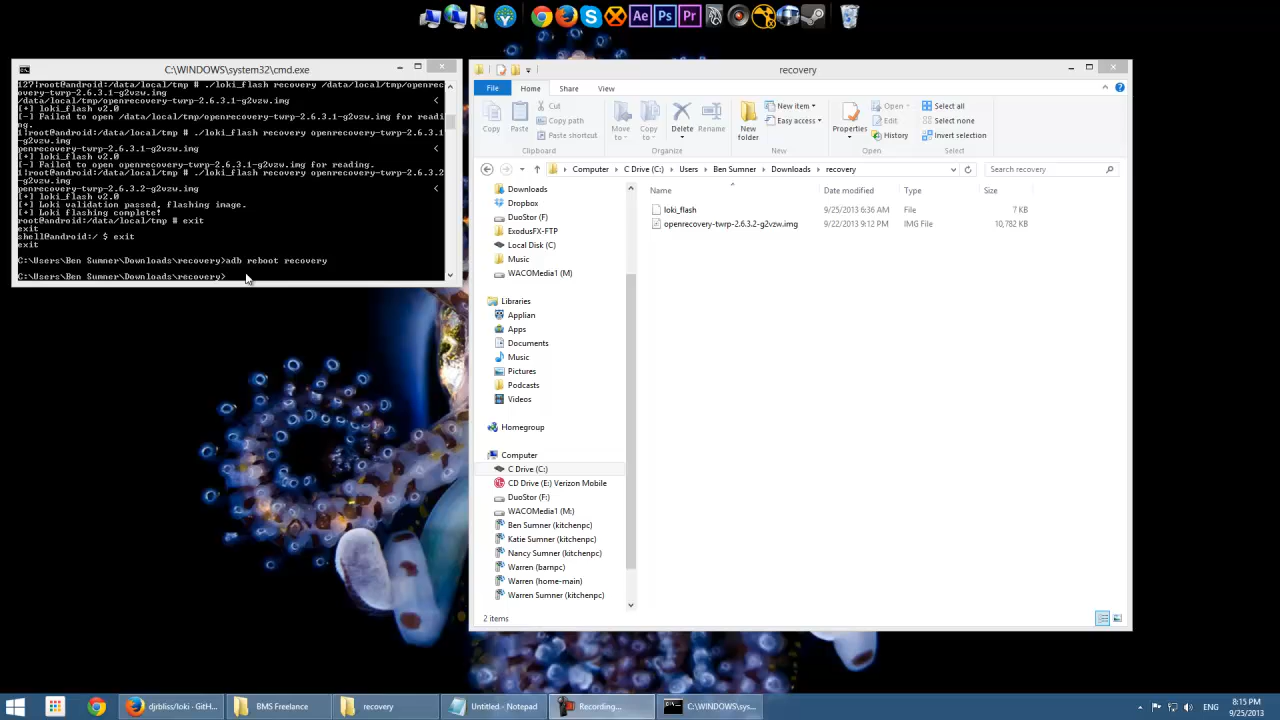 Ae
Ps
Pr
C:\WINDOWS\system32\cmd.exe
127|root@android:/data/local/tmp # ./loki_flash recovery /data/local/tmp/openrec
overy-twrp-2.6.3.1-g2vzw.img
/data/local/tmp/openrecovery-twrp-2.6.3.1-g2vzw.img <
[+] loki_flash v2.0
[-] Failed to open /data/local/tmp/openrecovery-twrp-2.6.3.1-g2vzw.img for readi
ng.
1|root@android:/data/local/tmp # ./loki_flash recovery openrecovery-twrp-2.6.3.1
-g2vzw.img
openrecovery-twrp-2.6.3.1-g2vzw.img <
[+] loki_flash v2.0
[-] Failed to open openrecovery-twrp-2.6.3.1-g2vzw.img for reading.
1|root@android:/data/local/tmp # ./loki_flash recovery openrecovery-twrp-2.6.3.2
-g2vzw.img
penrecovery-twrp-2.6.3.2-g2vzw.img <
[+] loki_flash v2.0
[+] Loki validation passed, flashing image.
[+] Loki flashing complete!
root@android:/data/local/tmp # exit
exit
shell@android:/ $ exit
exit
C:\Users\Ben Sumner\Downloads\recovery>adb reboot recovery
C:\Users\Ben Sumner\Downloads\recovery>
recovery
File Home Share View
Copy Paste Cut Copy path Paste shortcut
Clipboard
Move to Copy to Delete Rename
Organize
New folder New item Easy access
New
Properties Open Edit History
Open
Select all Select none Invert selection
Select
Computer C Drive (C:) Users Ben Sumner Downloads recovery
Search recovery
Name Date modified Type Size
loki_flash 9/25/2013 6:36 AM File 7 KB
openrecovery-twrp-2.6.3.2-g2vzw.img 9/22/2013 9:12 PM IMG File 10,782 KB
Downloads
Dropbox
DuoStor (F)
ExodusFX-FTP
Local Disk (C)
WACOMedia1 (M)
Libraries
Applian
Apps
Documents
Music
Pictures
Podcasts
Videos
Homegroup
Computer
C Drive (C:)
CD Drive (E:) Verizon Mobile
DuoStor (F:)
WACOMedia1 (M:)
Ben Sumner (kitchenpc)
Katie Sumner (kitchenpc)
Nancy Sumner (kitchenpc)
Warren (barnpc)
Warren (home-main)
Warren Sumner (kitchenpc)
2 items
djrbliss/loki · GitH...
BMS Freelance
recovery
Untitled - Notepad
Recording...
C:\WINDOWS\sys...
ENG
8:15 PM
9/25/2013